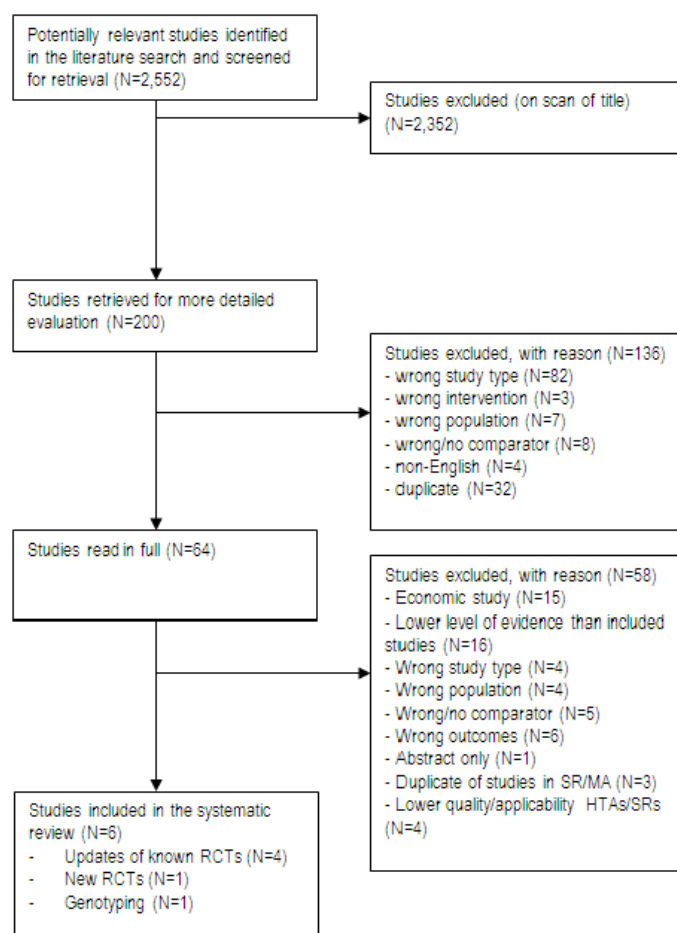 Potentially relevant studies identified
in the literature search and screened
for retrieval (N=2,552)
Studies excluded (on scan of title)
(N=2,352)
Studies retrieved for more detailed
evaluation (N=200)
Studies excluded, with reason (N=136)
- wrong study type (N=82)
- wrong intervention (N=3)
- wrong population (N=7)
- wrong/no comparator (N=8)
- non-English (N=4)
- duplicate (N=32)
Studies read in full (N=64)
Studies excluded, with reason (N=58)
- Economic study (N=15)
- Lower level of evidence than included
studies (N=16)
- Wrong study type (N=4)
- Wrong population (N=4)
- Wrong/no comparator (N=5)
- Wrong outcomes (N=6)
- Abstract only (N=1)
- Duplicate of studies in SR/MA (N=3)
- Lower quality/applicability HTAs/SRs
(N=4)
Studies included in the systematic
review (N=6)
- Updates of known RCTs (N=4)
- New RCTs (N=1)
- Genotyping (N=1)